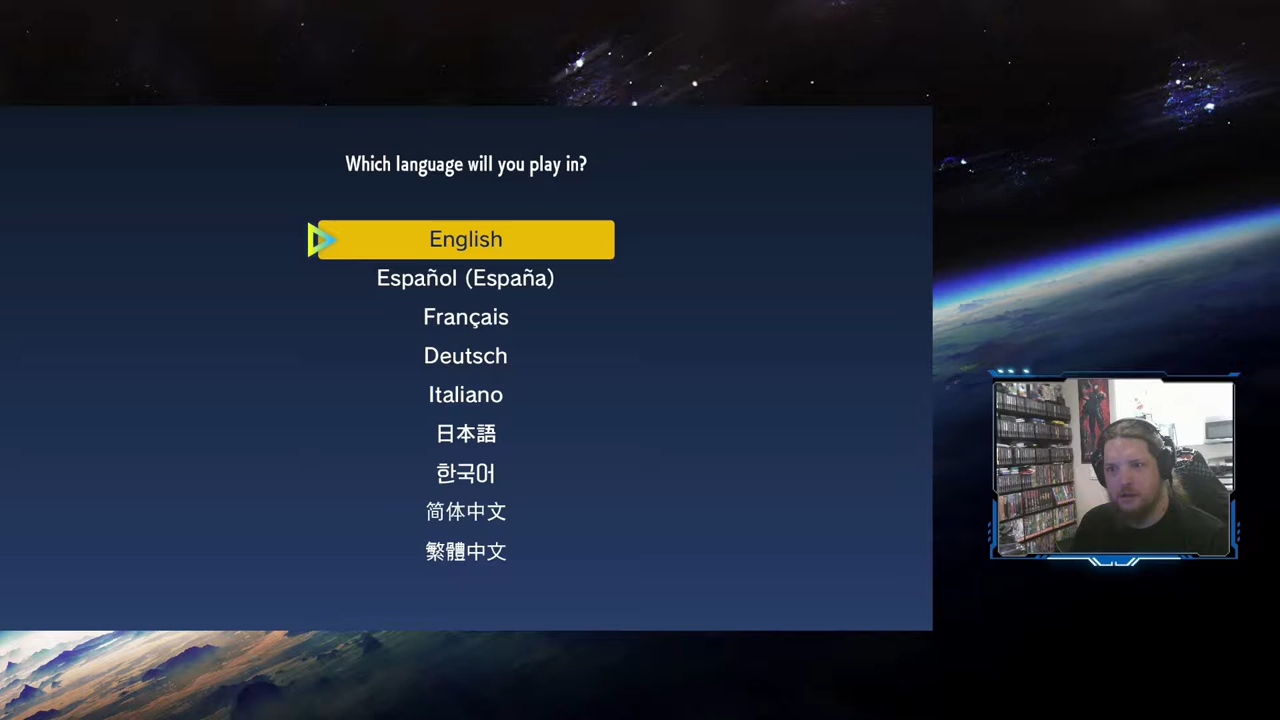 Which language will you play in?
English
Español (España)
Français
Deutsch
Italiano
日本語
한국어
简体中文
繁體中文